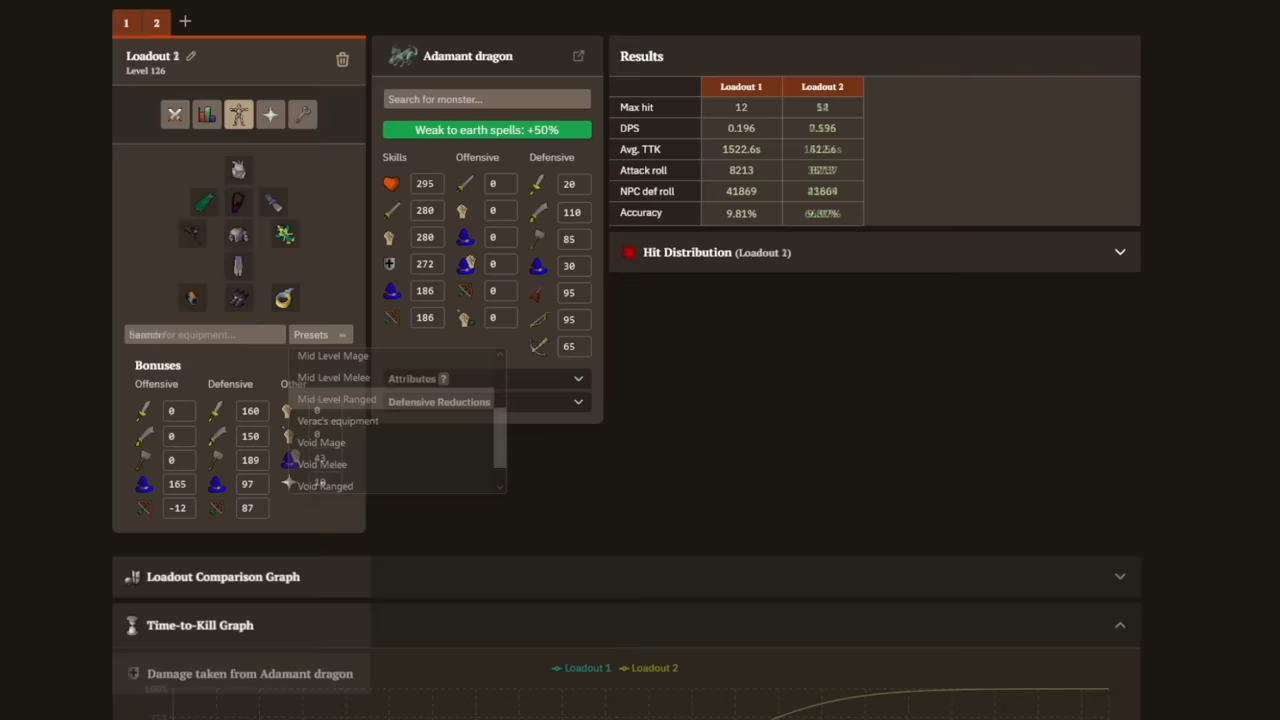 1 2 +
Loadout 2
Level 126
Adamant dragon
Search for monster...
Weak to earth spells: +50%
Skills Offensive Defensive
295 0 20
280 0 110
280 0 85
272 0 30
186 0 95
186 0 95
65
Attributes ?
Defensive Reductions
Presets
Mid Level Mage
Mid Level Melee
Mid Level Ranged
Verac's equipment
Void Mage
Void Melee
Void Ranged
Bonuses
Offensive Defensive Other
0 160 0
0 150 0
0 189 43
165 97
-12 87
Results
Loadout 1 Loadout 2
Max hit 12
DPS 0.196
Avg. TTK 1522.6s
Attack roll 8213
NPC def roll 41869
Accuracy 9.81%
Hit Distribution (Loadout 2)
Loadout Comparison Graph
Time-to-Kill Graph
Damage taken from Adamant dragon
Loadout 1 Loadout 2